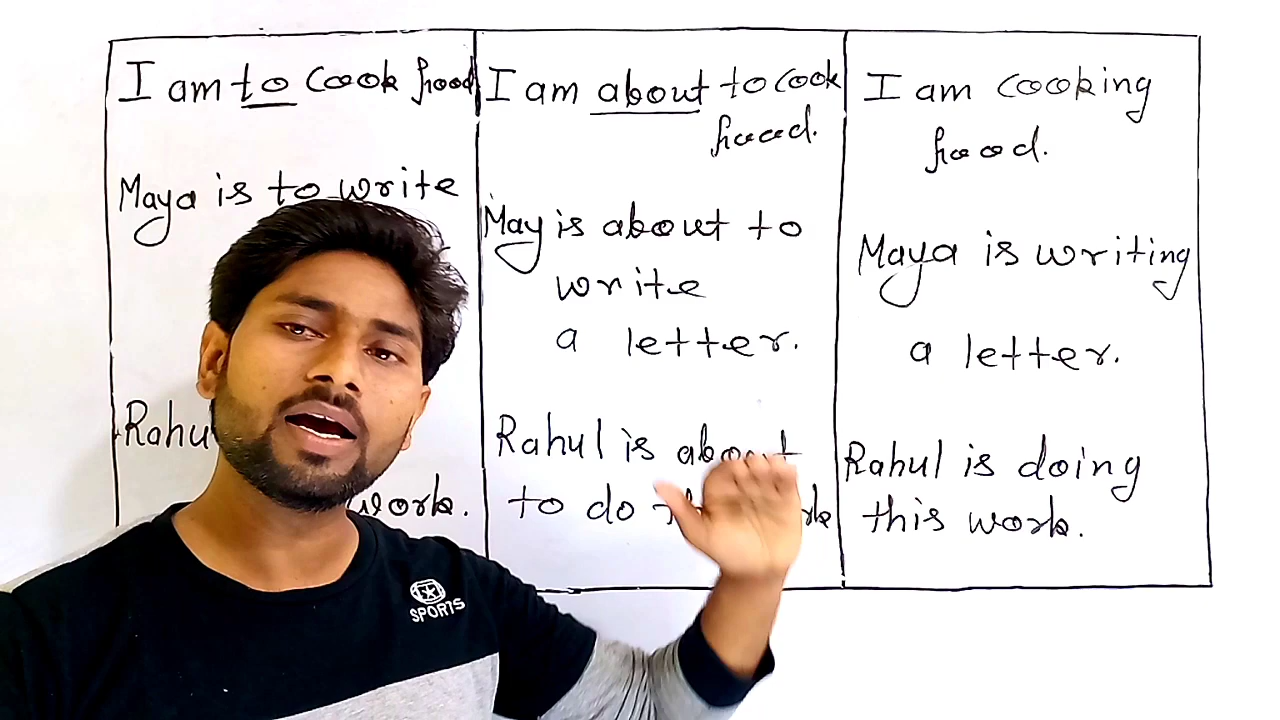 I am to cook food
Maya is to write
Rahu
work.
I am about to cook
food.
May is about to
write
a letter.
Rahul is about
to do
I am cooking
food.
Maya is writing
a letter.
Rahul is doing
this work.
SPORTS